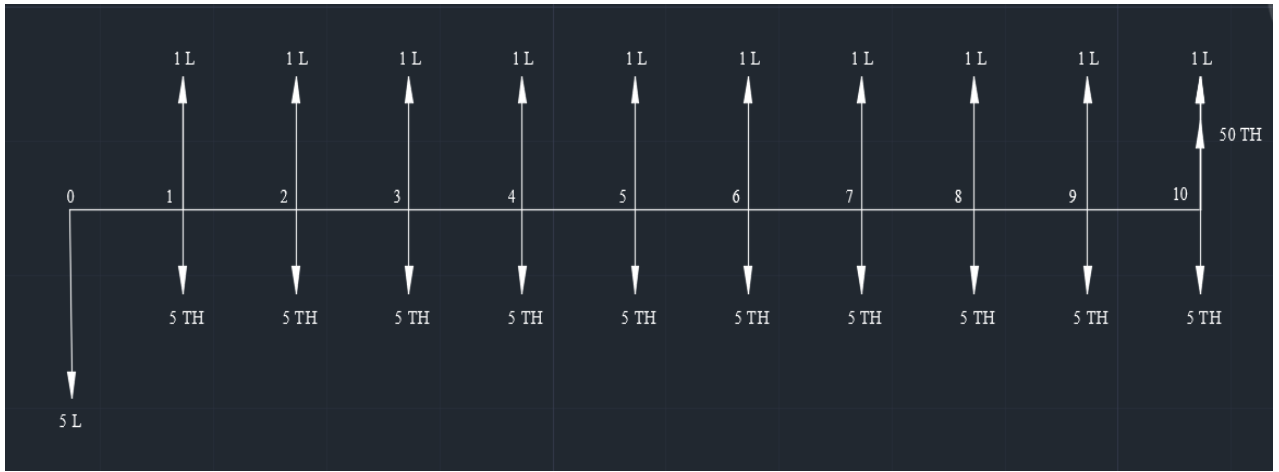 1 L 1 L 1 L 1 L 1 L 1 L 1 L 1 L 1 L 1 L
50 TH
0 1 2 3 4 5 6 7 8 9 10
5 TH 5 TH 5 TH 5 TH 5 TH 5 TH 5 TH 5 TH 5 TH 5 TH
5 L